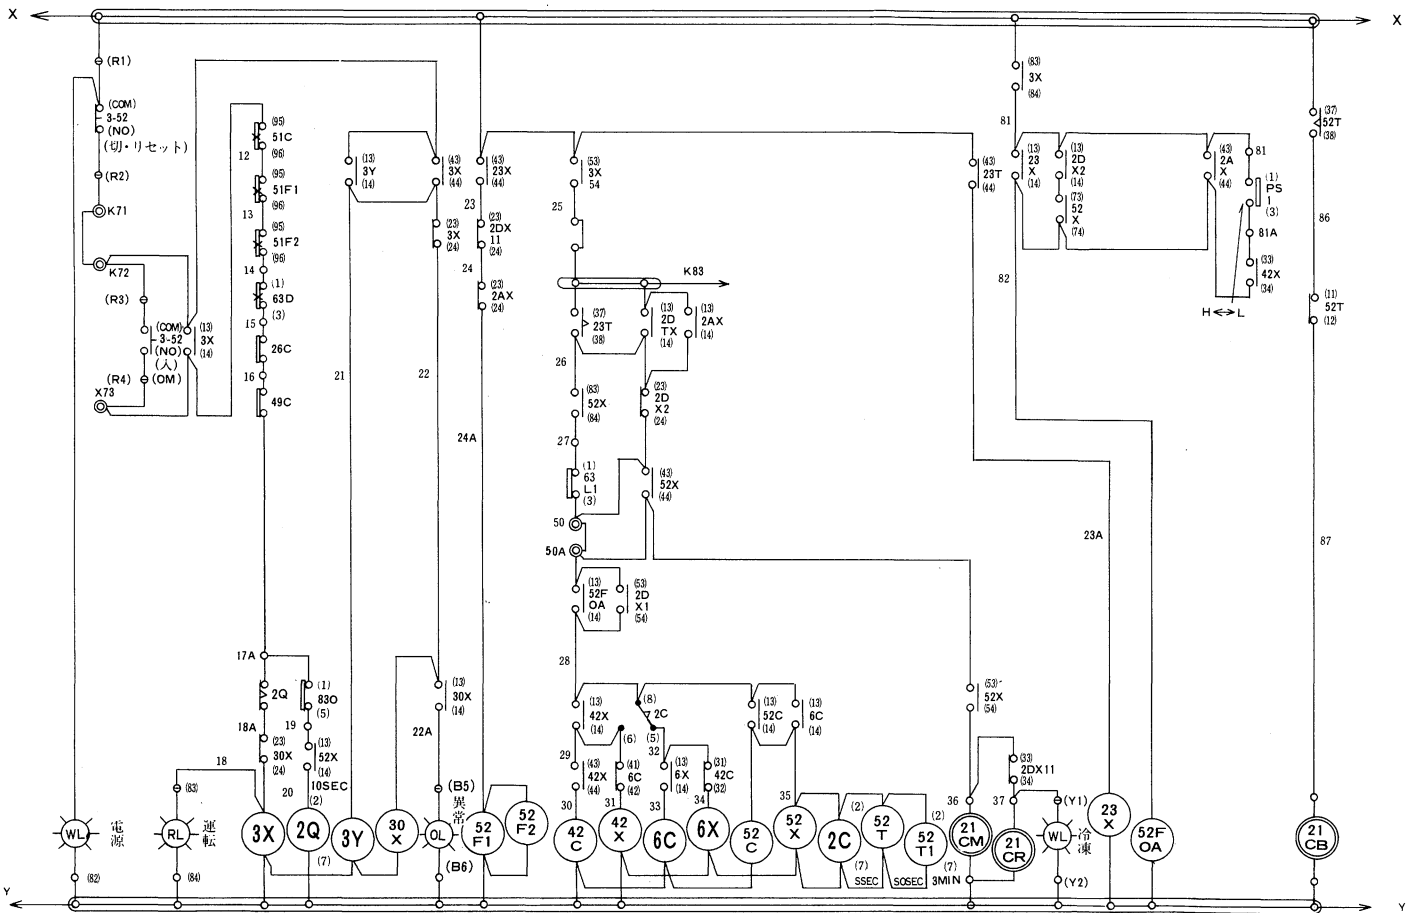 X
X
(R1)
(COM)
3-52
(NO)
(切・リセット)
(R2)
K71
K72
(R3)
(COM)
3-52
(NO)
(入)
(R4)
(OM)
X73
(13)
3X
(14)
(95)
51C
(96)
12
(95)
51F1
(96)
13
(95)
51F2
(96)
14
(1)
63D
(3)
15
26C
16
49C
17A
2Q
18A
(23)
30X
(24)
18
(1)
83O
(5)
19
(13)
52X
(14)
20
10SEC
(2)
(7)
(13)
3Y
(14)
21
(43)
3X
(44)
(23)
3X
(24)
22
(13)
30X
(14)
22A
(B5)
異常
(B6)
(43)
23X
(44)
23
(23)
2DX
11
(24)
24
(23)
2AX
(24)
24A
(53)
3X
54
25
K83
(37)
23T
(38)
26
(13)
2D
TX
(14)
(13)
2AX
(14)
(83)
52X
(84)
27
(23)
2D
X2
(24)
(1)
63
L1
(3)
(43)
52X
(44)
50
50A
(13)
52F
OA
(14)
(53)
2D
X1
(54)
28
(13)
42X
(14)
(8)
2C
(6)
(5)
(13)
52C
(14)
(13)
6C
(14)
29
(43)
42X
(44)
30
(41)
6C
(42)
31
32
(13)
6X
(14)
33
(31)
42C
(32)
34
35
(43)
23T
(44)
(53)
52X
(54)
(33)
2DX11
(34)
36
37
(Y1)
(Y2)
冷凍
23A
(83)
3X
(84)
81
(13)
23
X
(14)
(13)
2D
X2
(14)
(73)
52
X
(74)
82
(43)
2A
X
(44)
81
(1)
PS
1
(3)
81A
(33)
42X
(34)
H↔L
(37)
52T
(38)
86
(11)
52T
(12)
87
WL
電源
(82)
(83)
RL
運転
(84)
3X
2Q
3Y
30
X
OL
52
F1
52
F2
42
C
42
X
6C
6X
52
C
52
X
2C
(2)
(7)
5SEC
52
T
52
T1
(2)
(7)
3MIN
21
CM
21
CR
WL
23
X
52F
OA
21
CB
Y
Y